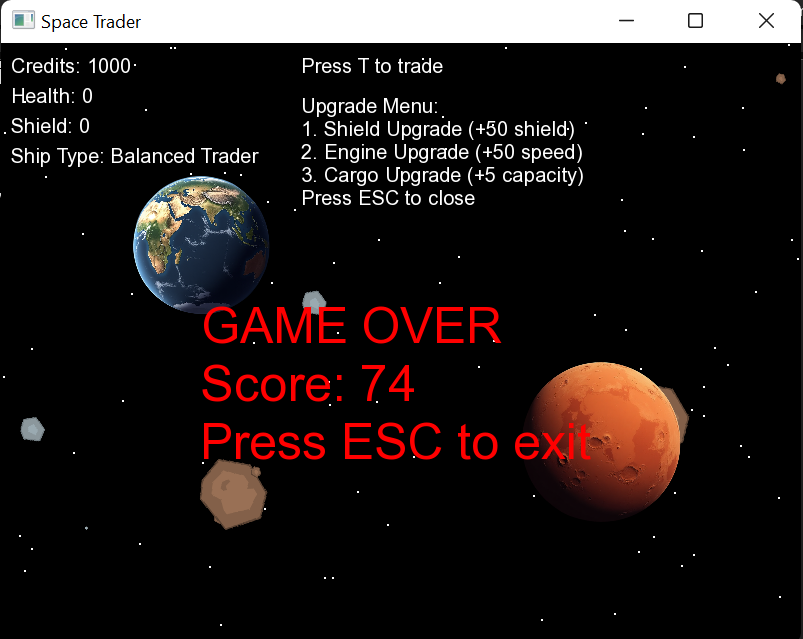 Space Trader
Credits: 1000
Health: 0
Shield: 0
Ship Type: Balanced Trader
Press T to trade
Upgrade Menu:
1. Shield Upgrade (+50 shield)
2. Engine Upgrade (+50 speed)
3. Cargo Upgrade (+5 capacity)
Press ESC to close
GAME OVER
Score: 74
Press ESC to exit